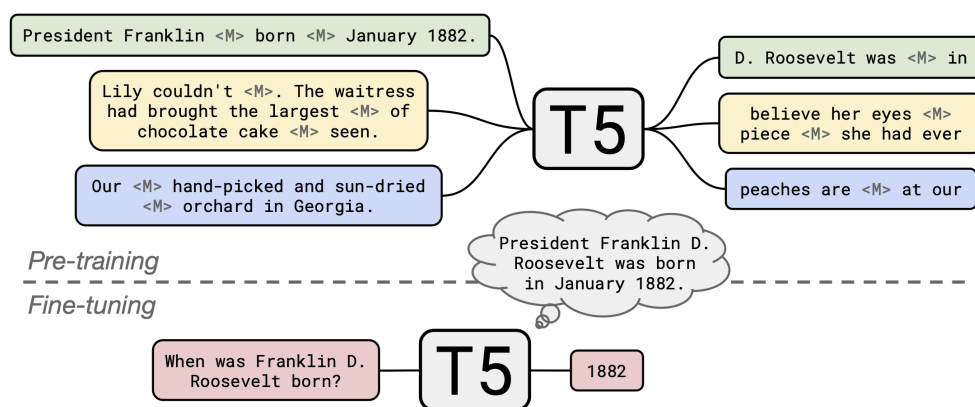 President Franklin <M> born <M> January 1882.
D. Roosevelt was <M> in
Lily couldn't <M>. The waitress
had brought the largest <M> of
chocolate cake <M> seen.
believe her eyes <M>
piece <M> she had ever
T5
Our <M> hand-picked and sun-dried
<M> orchard in Georgia.
peaches are <M> at our
President Franklin D.
Roosevelt was born
in January 1882.
Pre-training
Fine-tuning
When was Franklin D.
Roosevelt born?
T5
1882